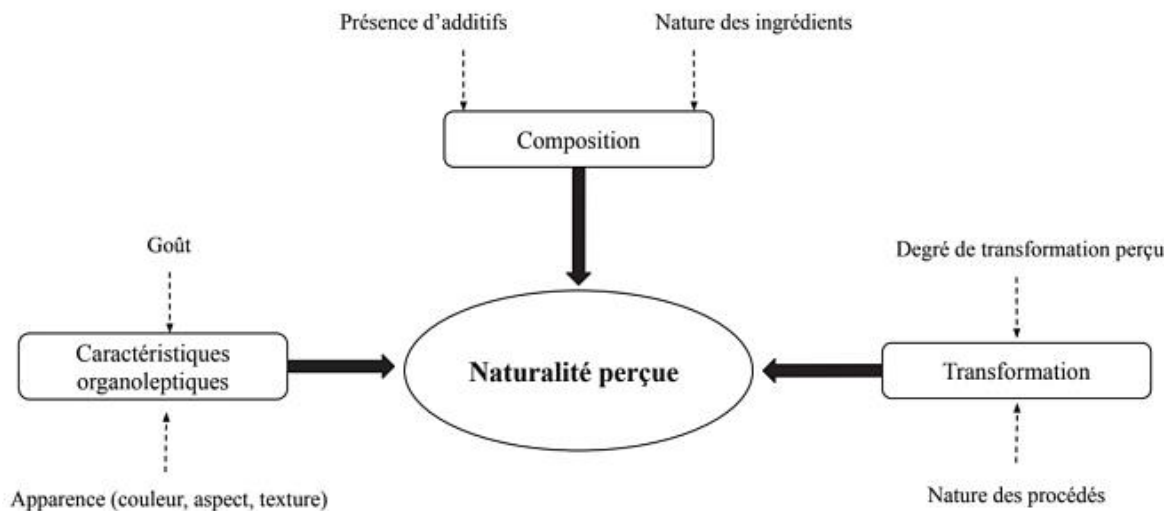 Présence d’additifs
Nature des ingrédients
Composition
Goût
Degré de transformation perçu
Caractéristiques
organoleptiques
Naturalité perçue
Transformation
Apparence (couleur, aspect, texture)
Nature des procédés